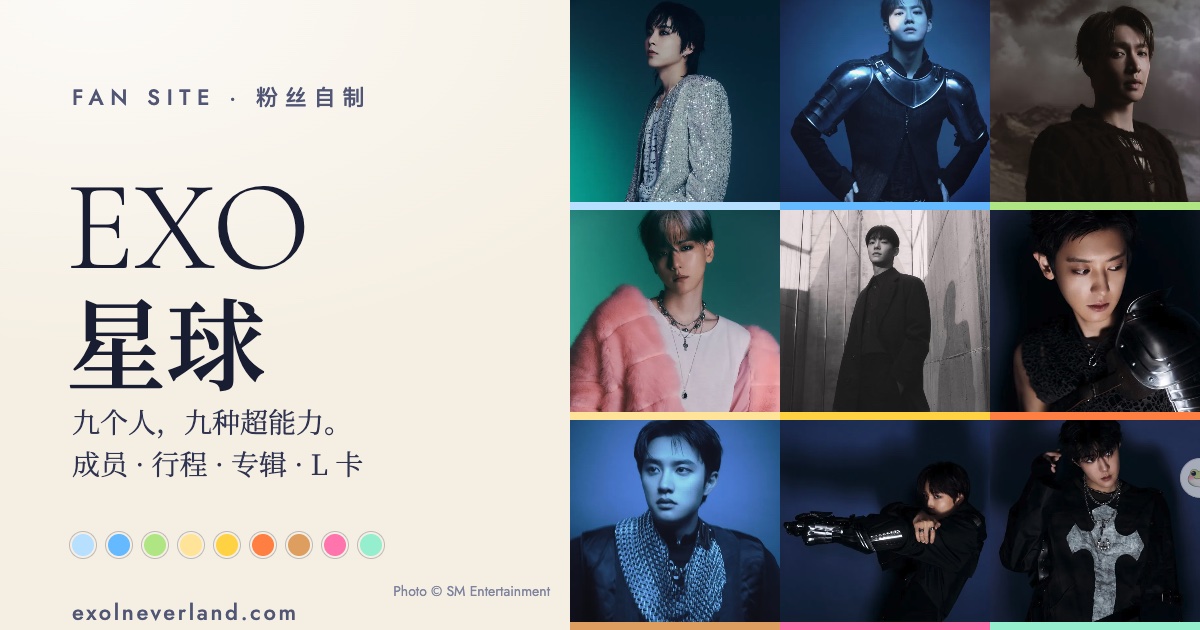 FAN SITE · 粉丝自制
EXO
星球
九个人，九种超能力。
成员 · 行程 · 专辑 · L 卡
Photo © SM Entertainment
exolneverland.com